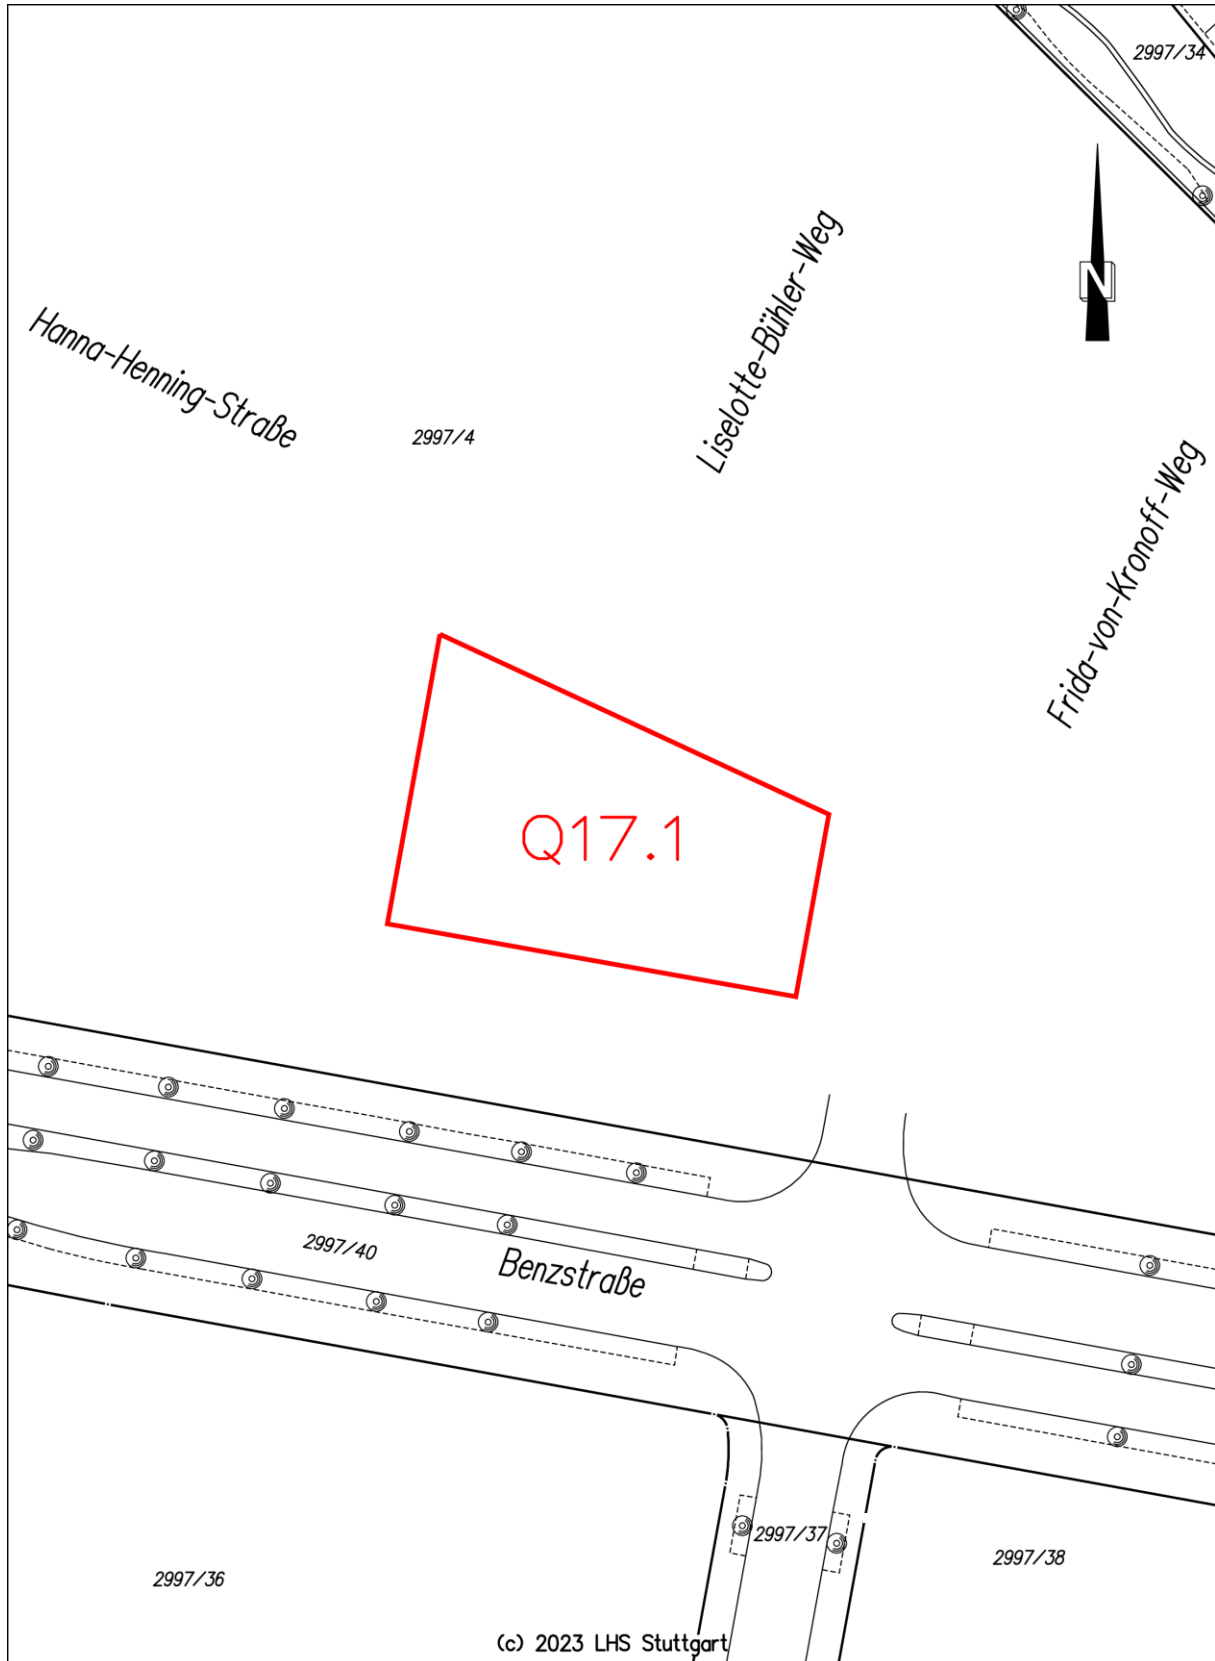 2997/34
N
Liselotte-Bühler-Weg
Hanna-Henning-Straße
2997/4
Frida-von-Kronoff-Weg
Q17.1
2997/40
Benzstraße
2997/37
2997/38
2997/36
(c) 2023 LHS Stuttgart